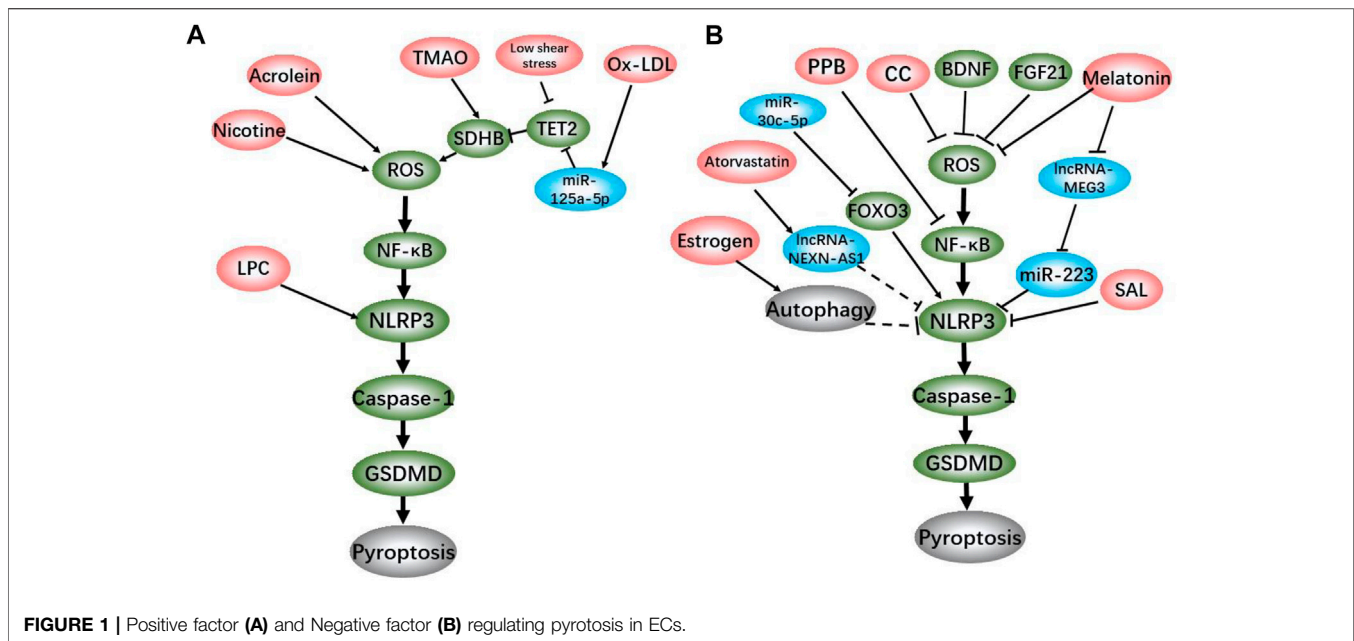 A
TMAO
Low shear
stress
Ox-LDL
Acrolein
Nicotine
SDHB
TET2
ROS
miR-
125a-5p
NF-κB
LPC
NLRP3
Caspase-1
GSDMD
Pyroptosis
B
PPB
CC
BDNF
FGF21
Melatonin
miR-
30c-5p
Atorvastatin
ROS
lncRNA-
MEG3
FOXO3
Estrogen
lncRNA-
NEXN-AS1
NF-κB
miR-223
SAL
Autophagy
NLRP3
Caspase-1
GSDMD
Pyroptosis
FIGURE 1 | Positive factor (A) and Negative factor (B) regulating pyrotosis in ECs.